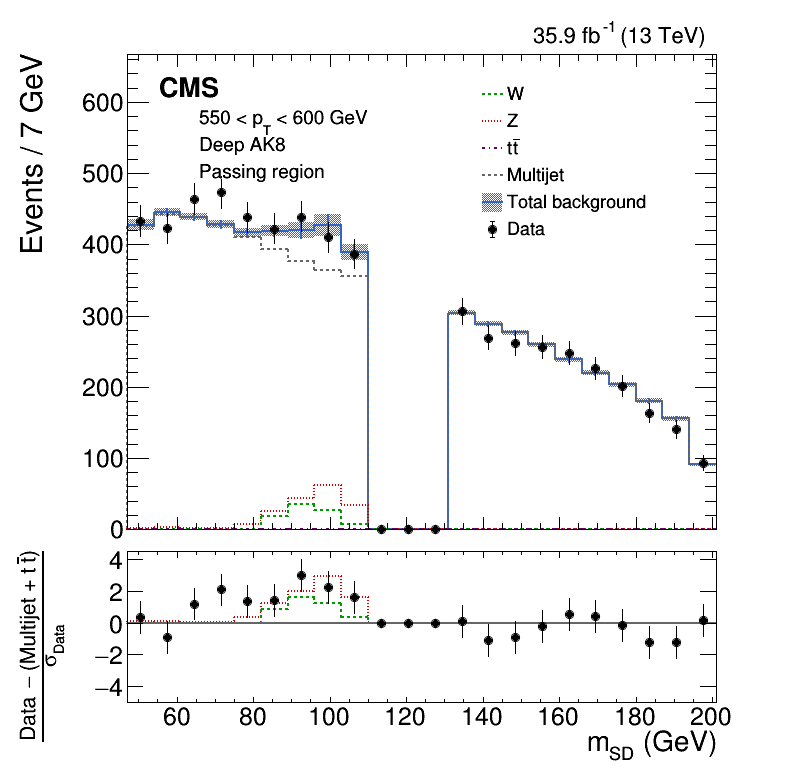 35.9 fb⁻¹ (13 TeV)
Events / 7 GeV
CMS
550 < p_T < 600 GeV
Deep AK8
Passing region
W
Z
tt̄
Multijet
Total background
Data
600
500
400
300
200
100
0
Data − (Multijet + t t̄)
σ_Data
4
2
0
−2
−4
60 80 100 120 140 160 180 200
m_SD (GeV)